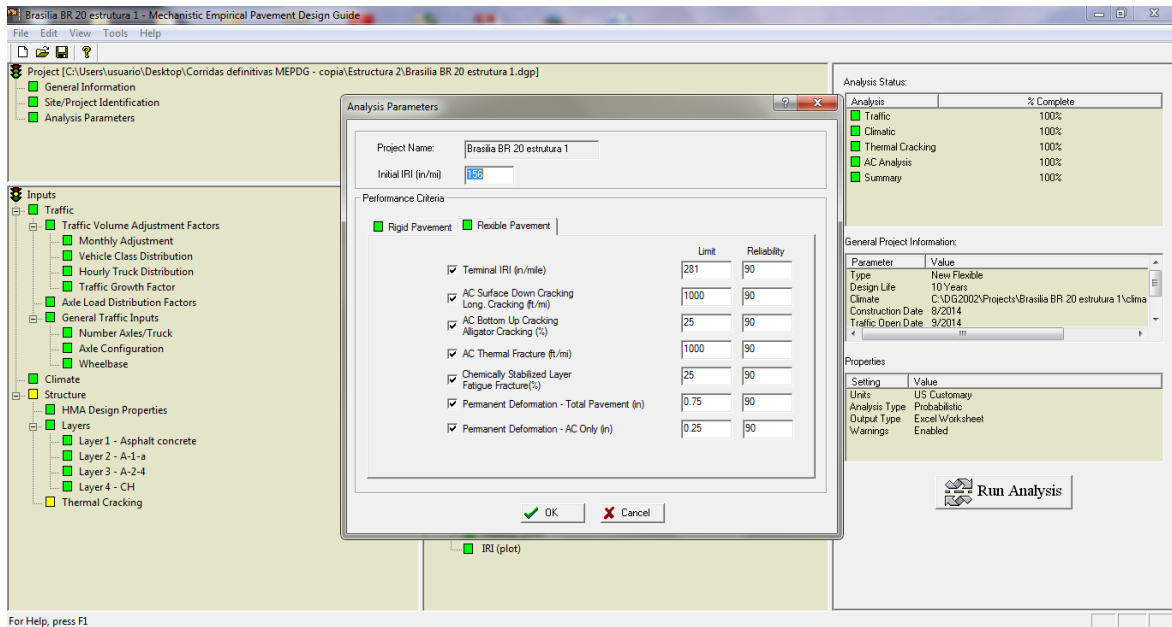 Brasilia BR 20 estrutura 1 - Mechanistic Empirical Pavement Design Guide
File Edit View Tools Help
Project [C:\Users\usuario\Desktop\Corridas definitivas MEPDG - copia\Estructura 2\Brasilia BR 20 estrutura 1.dgp]
General Information
Site/Project Identification
Analysis Parameters
Inputs
Traffic
Traffic Volume Adjustment Factors
Monthly Adjustment
Vehicle Class Distribution
Hourly Truck Distribution
Traffic Growth Factor
Axle Load Distribution Factors
General Traffic Inputs
Number Axles/Truck
Axle Configuration
Wheelbase
Climate
Structure
HMA Design Properties
Layers
Layer 1 - Asphalt concrete
Layer 2 - A-1-a
Layer 3 - A-2-4
Layer 4 - CH
Thermal Cracking
Analysis Parameters
Project Name: Brasilia BR 20 estrutura 1
Initial IRI (in/mi) 156
Performance Criteria
Rigid Pavement Flexible Pavement
Limit Reliability
Terminal IRI (in/mile) 281 90
AC Surface Down Cracking
Long. Cracking (ft/mi) 1000 90
AC Bottom Up Cracking
Alligator Cracking (%) 25 90
AC Thermal Fracture (ft/mi) 1000 90
Chemically Stabilized Layer
Fatigue Fracture(%) 25 90
Permanent Deformation - Total Pavement (in) 0.75 90
Permanent Deformation - AC Only (in) 0.25 90
OK Cancel
IRI (plot)
Analysis Status:
Analysis % Complete
Traffic 100%
Climatic 100%
Thermal Cracking 100%
AC Analysis 100%
Summary 100%
General Project Information:
Parameter Value
Type New Flexible
Design Life 10 Years
Climate C:\DG2002\Projects\Brasilia BR 20 estrutura 1\clima
Construction Date 8/2014
Traffic Open Date 9/2014
Properties
Setting Value
Units US Customary
Analysis Type Probabilistic
Output Type Excel Worksheet
Warnings Enabled
Run Analysis
For Help, press F1